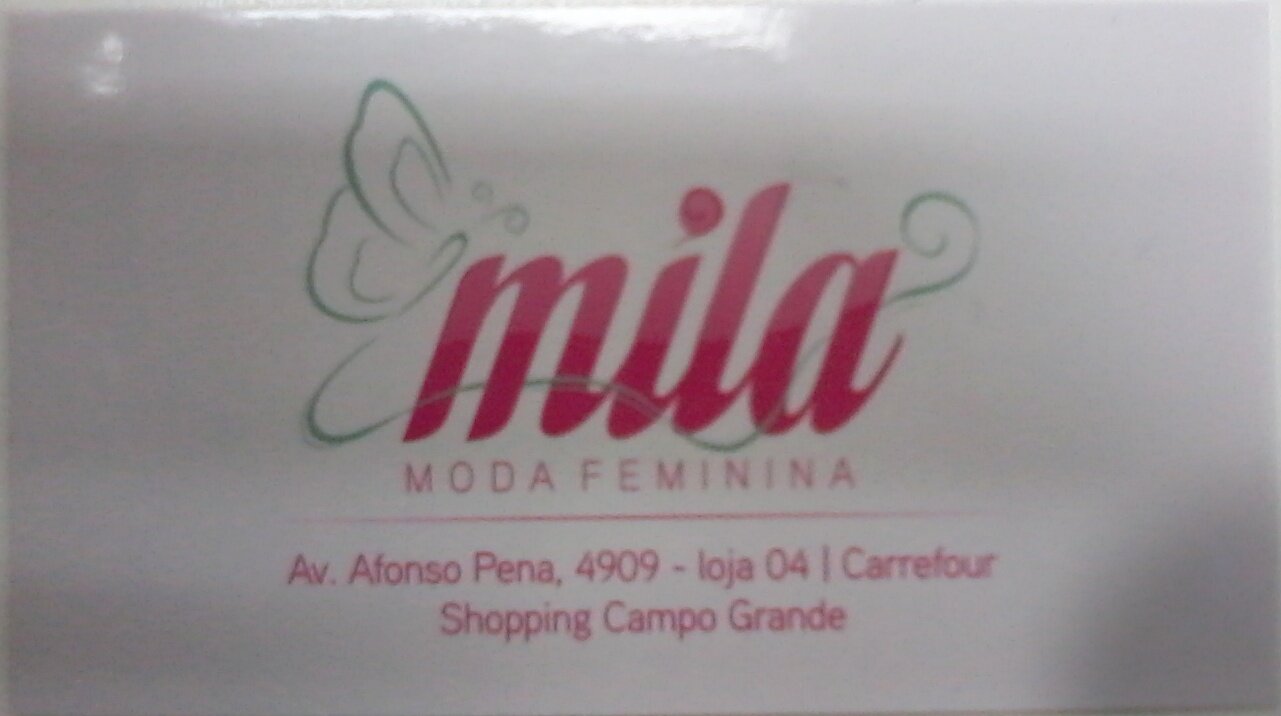 mila
MODA FEMININA
Av. Afonso Pena, 4909 - loja 04 | Carrefour
Shopping Campo Grande